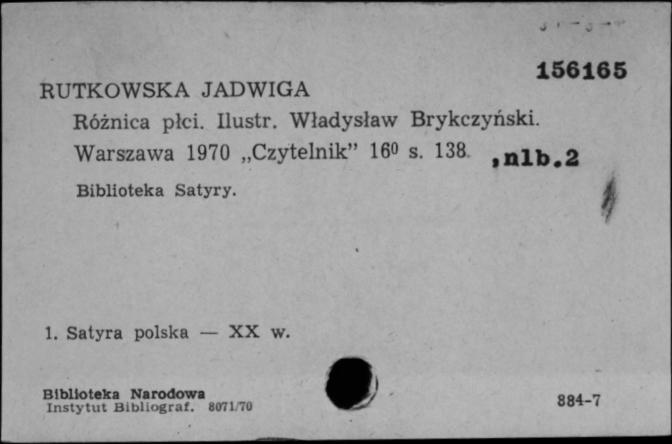 156165
RUTKOWSKA JADWIGA
Różnica płci. Ilustr. Władysław Brykczyński.
Warszawa 1970 „Czytelnik” 16⁰ s. 138. ,nlb.2
Biblioteka Satyry.
1. Satyra polska — XX w.
Biblioteka Narodowa
Instytut Bibliograf. 8071/70
884-7